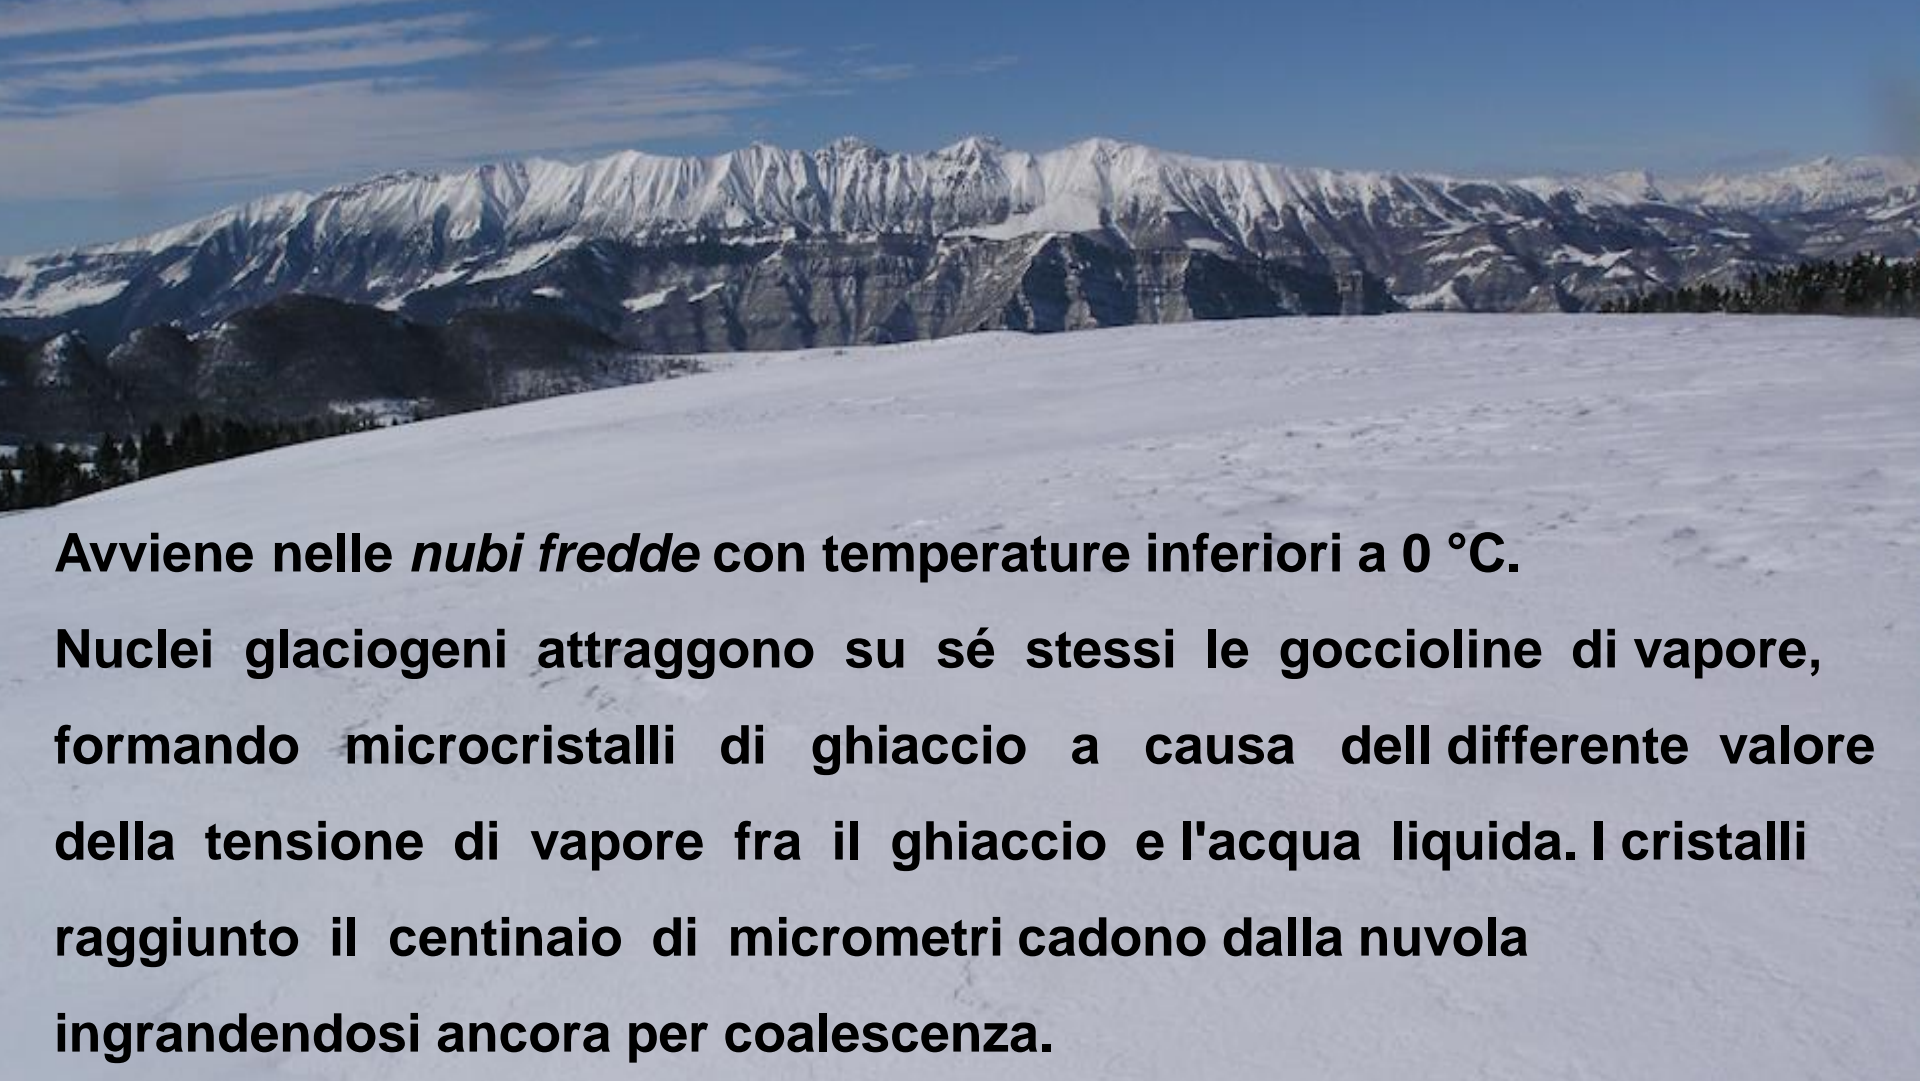 Avviene nelle nubi fredde con temperature inferiori a 0 °C.
Nuclei glaciogeni attraggono su sé stessi le goccioline di vapore,
formando microcristalli di ghiaccio a causa dell differente valore
della tensione di vapore fra il ghiaccio e l'acqua liquida. I cristalli
raggiunto il centinaio di micrometri cadono dalla nuvola
ingrandendosi ancora per coalescenza.